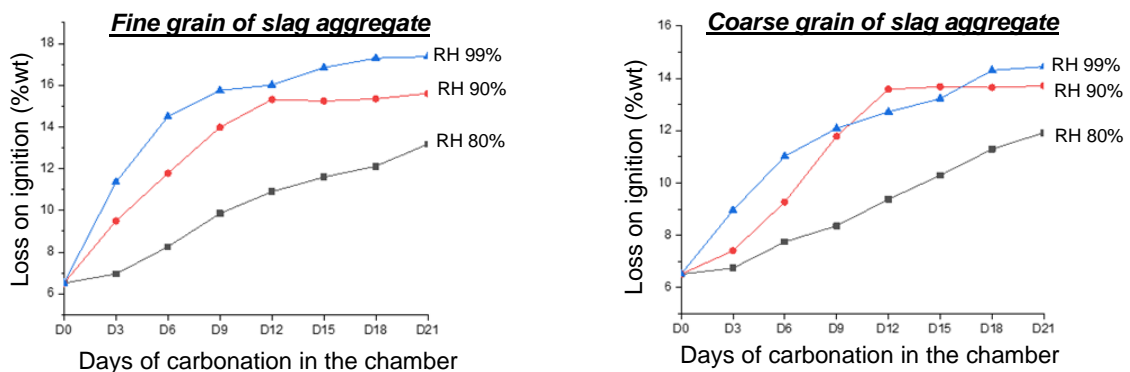 Fine grain of slag aggregate
Loss on ignition (%wt)
18
16
14
12
10
8
6
RH 99%
RH 90%
RH 80%
D0 D3 D6 D9 D12 D15 D18 D21
Days of carbonation in the chamber
Coarse grain of slag aggregate
Loss on ignition (%wt)
16
14
12
10
8
6
RH 99%
RH 90%
RH 80%
D0 D3 D6 D9 D12 D15 D18 D21
Days of carbonation in the chamber